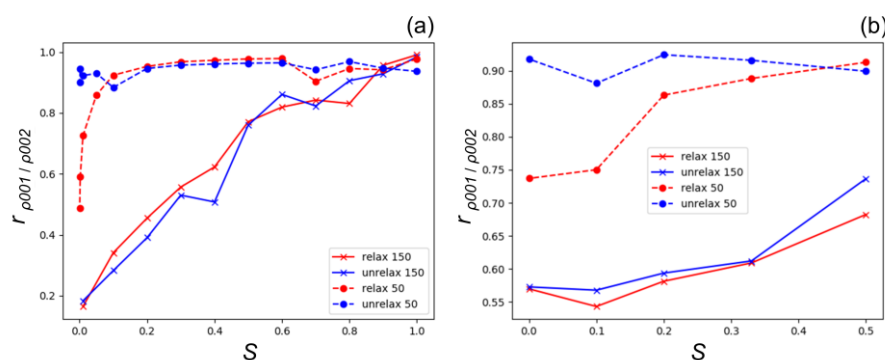 (a)
1.0
0.8
0.6
0.4
0.2
r ρ001 / ρ002
relax 150
unrelax 150
relax 50
unrelax 50
0.0 0.2 0.4 0.6 0.8 1.0
S
(b)
0.90
0.85
0.80
0.75
0.70
0.65
0.60
0.55
r ρ001 / ρ002
relax 150
unrelax 150
relax 50
unrelax 50
0.0 0.1 0.2 0.3 0.4 0.5
S